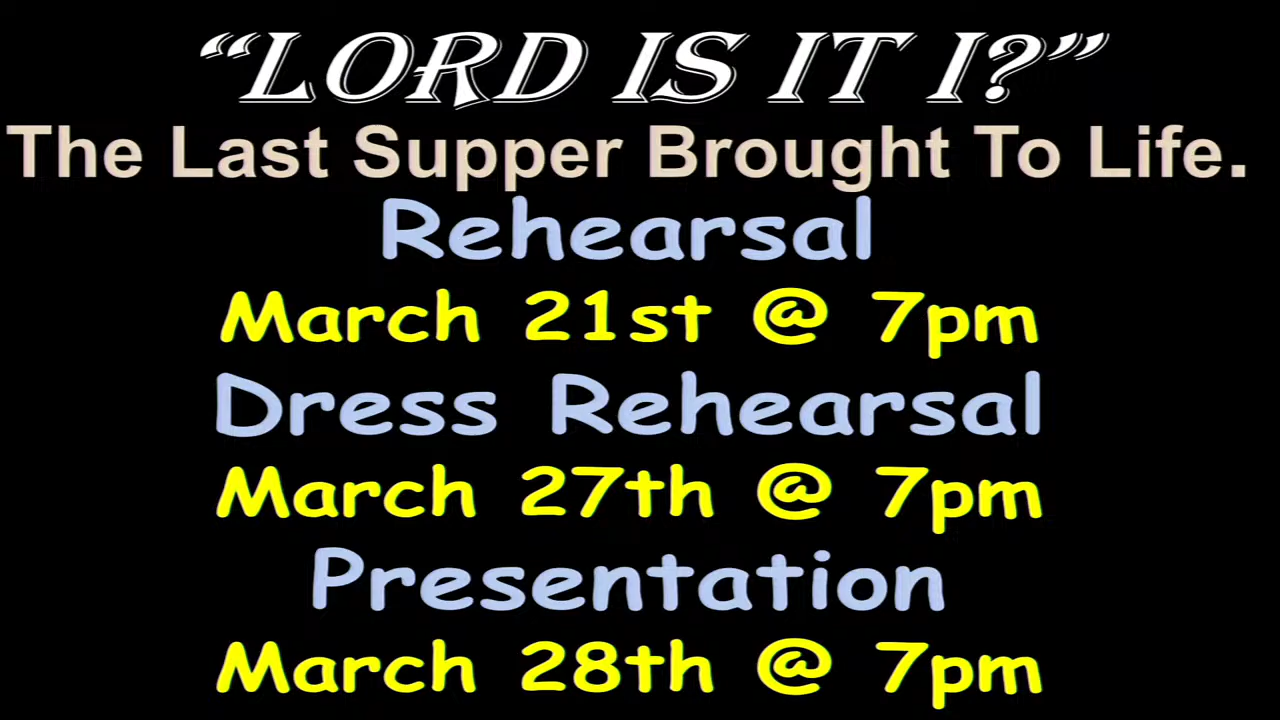 “LORD IS IT I?”
The Last Supper Brought To Life.
Rehearsal
March 21st @ 7pm
Dress Rehearsal
March 27th @ 7pm
Presentation
March 28th @ 7pm